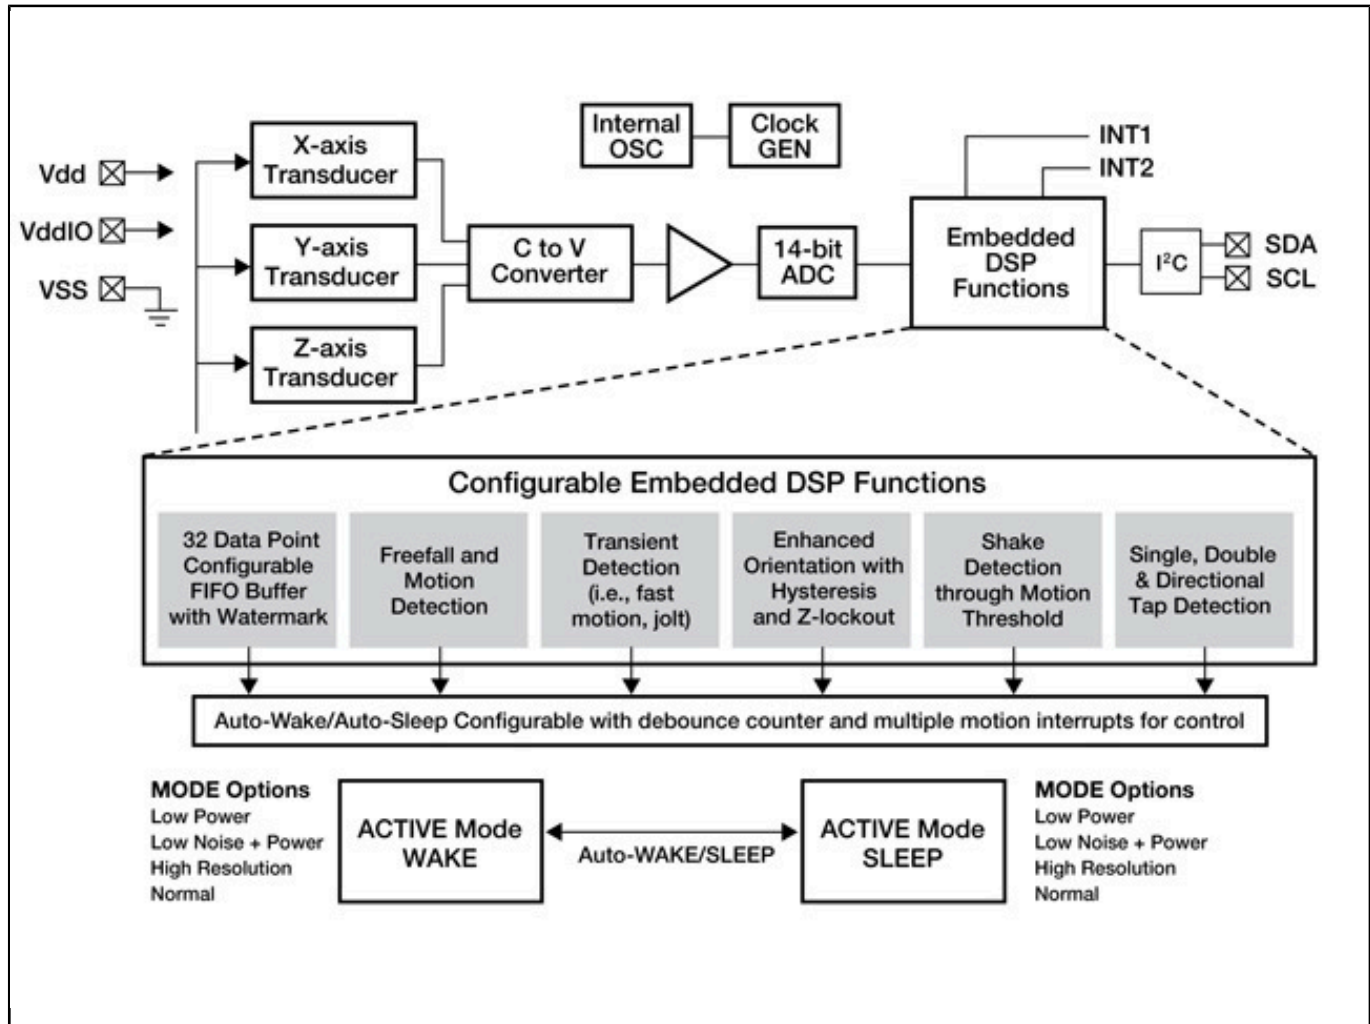 Internal
OSC
Clock
GEN
INT1
INT2
Vdd
VddIO
VSS
X-axis
Transducer
Y-axis
Transducer
Z-axis
Transducer
C to V
Converter
14-bit
ADC
Embedded
DSP
Functions
I²C
SDA
SCL
Configurable Embedded DSP Functions
32 Data Point
Configurable
FIFO Buffer
with Watermark
Freefall and
Motion
Detection
Transient
Detection
(i.e., fast
motion, jolt)
Enhanced
Orientation with
Hysteresis
and Z-lockout
Shake
Detection
through Motion
Threshold
Single, Double
& Directional
Tap Detection
Auto-Wake/Auto-Sleep Configurable with debounce counter and multiple motion interrupts for control
MODE Options
Low Power
Low Noise + Power
High Resolution
Normal
ACTIVE Mode
WAKE
Auto-WAKE/SLEEP
ACTIVE Mode
SLEEP
MODE Options
Low Power
Low Noise + Power
High Resolution
Normal